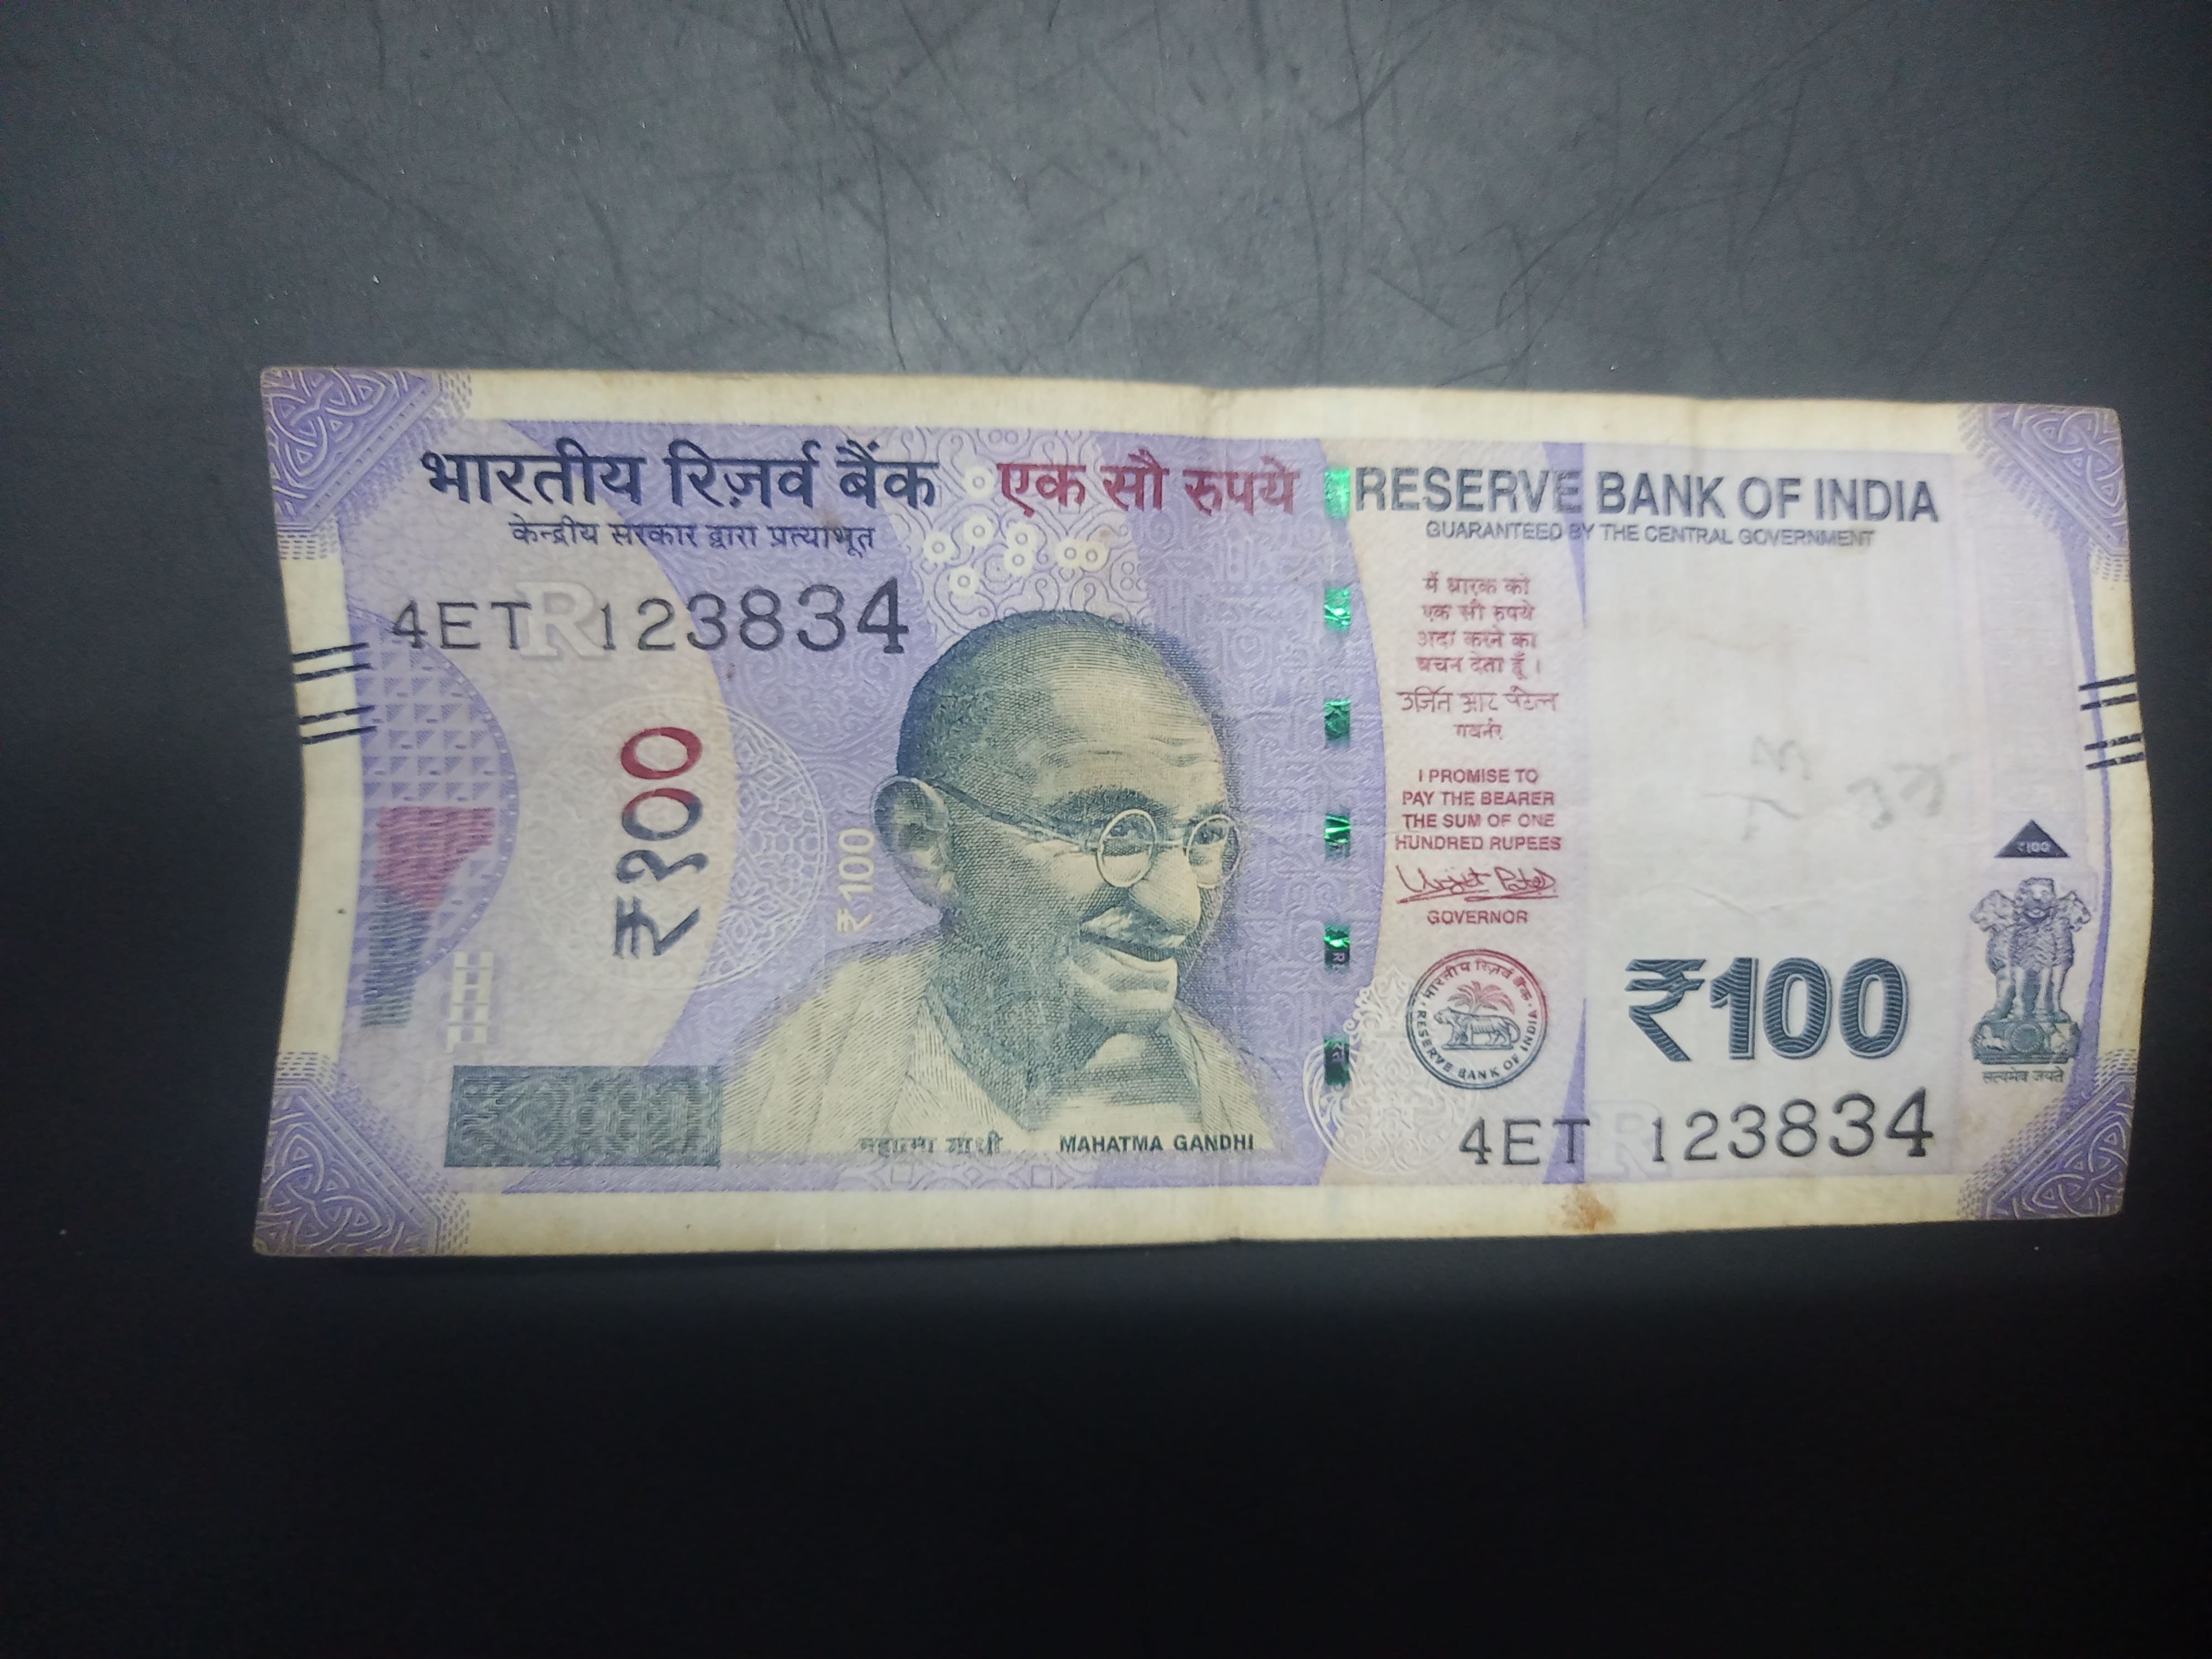 भारतीय रिज़र्व बैंक
केन्द्रीय सरकार द्वारा प्रत्याभूत
एक सौ रुपये
RESERVE BANK OF INDIA
GUARANTEED BY THE CENTRAL GOVERNMENT
4ET R 123834
₹१००
₹100
मैं धारक को
एक सौ रुपये
अदा करने का
वचन देता हूँ।
उर्जित आर पटेल
गवर्नर
I PROMISE TO
PAY THE BEARER
THE SUM OF ONE
HUNDRED RUPEES
Urjit Patel
GOVERNOR
भारतीय रिज़र्व बैंक
RESERVE BANK OF INDIA
₹100
₹100
सत्यमेव जयते
महात्मा गांधी
MAHATMA GANDHI
4ET R 123834